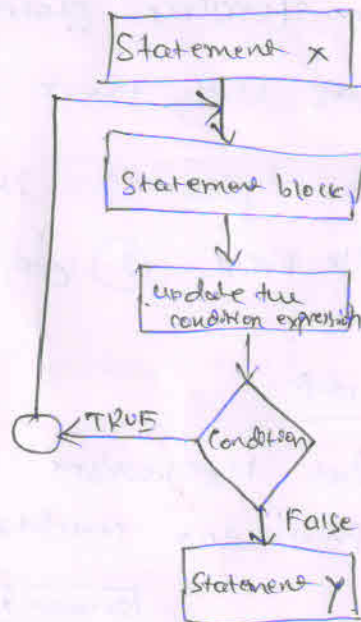 Statement x
Statement block
update the
condition expression
TRUE
Condition
False
Statement y